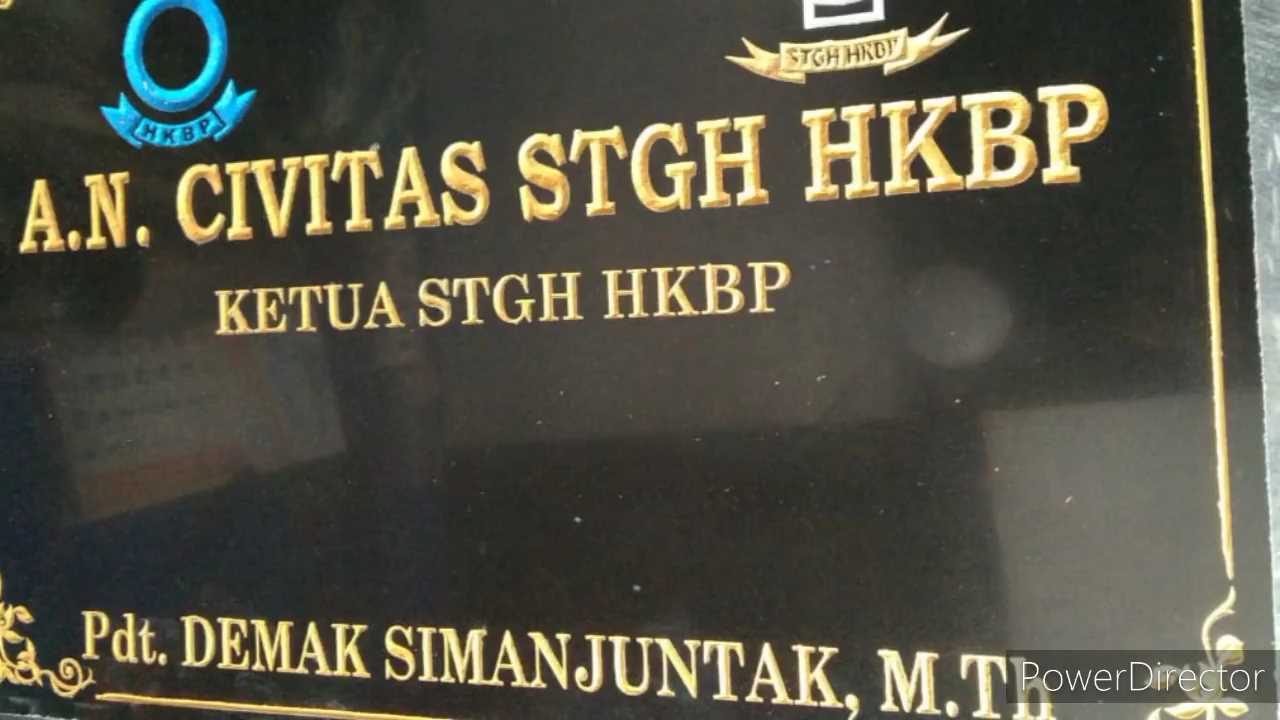 HKBP
STGH HKBP
A.N. CIVITAS STGH HKBP
KETUA STGH HKBP
Pdt. DEMAK SIMANJUNTAK, M.Th
PowerDirector